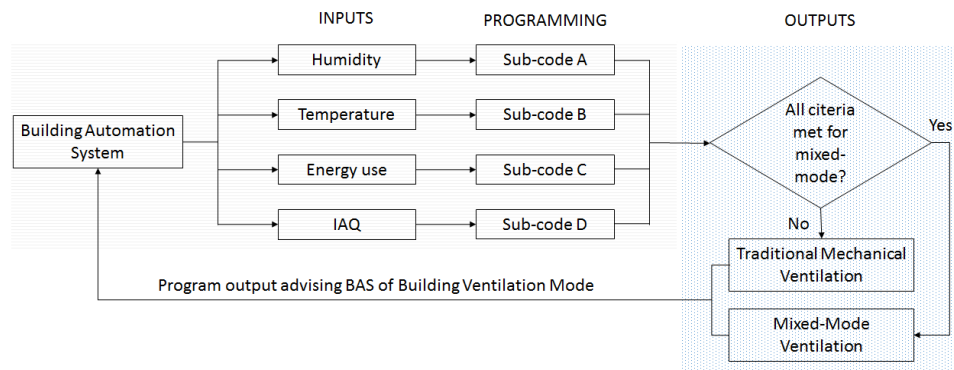 INPUTS
PROGRAMMING
OUTPUTS
Building Automation
System
Humidity
Sub-code A
Temperature
Sub-code B
Energy use
Sub-code C
IAQ
Sub-code D
All citeria
met for
mixed-
mode?
Yes
No
Traditional Mechanical
Ventilation
Program output advising BAS of Building Ventilation Mode
Mixed-Mode
Ventilation